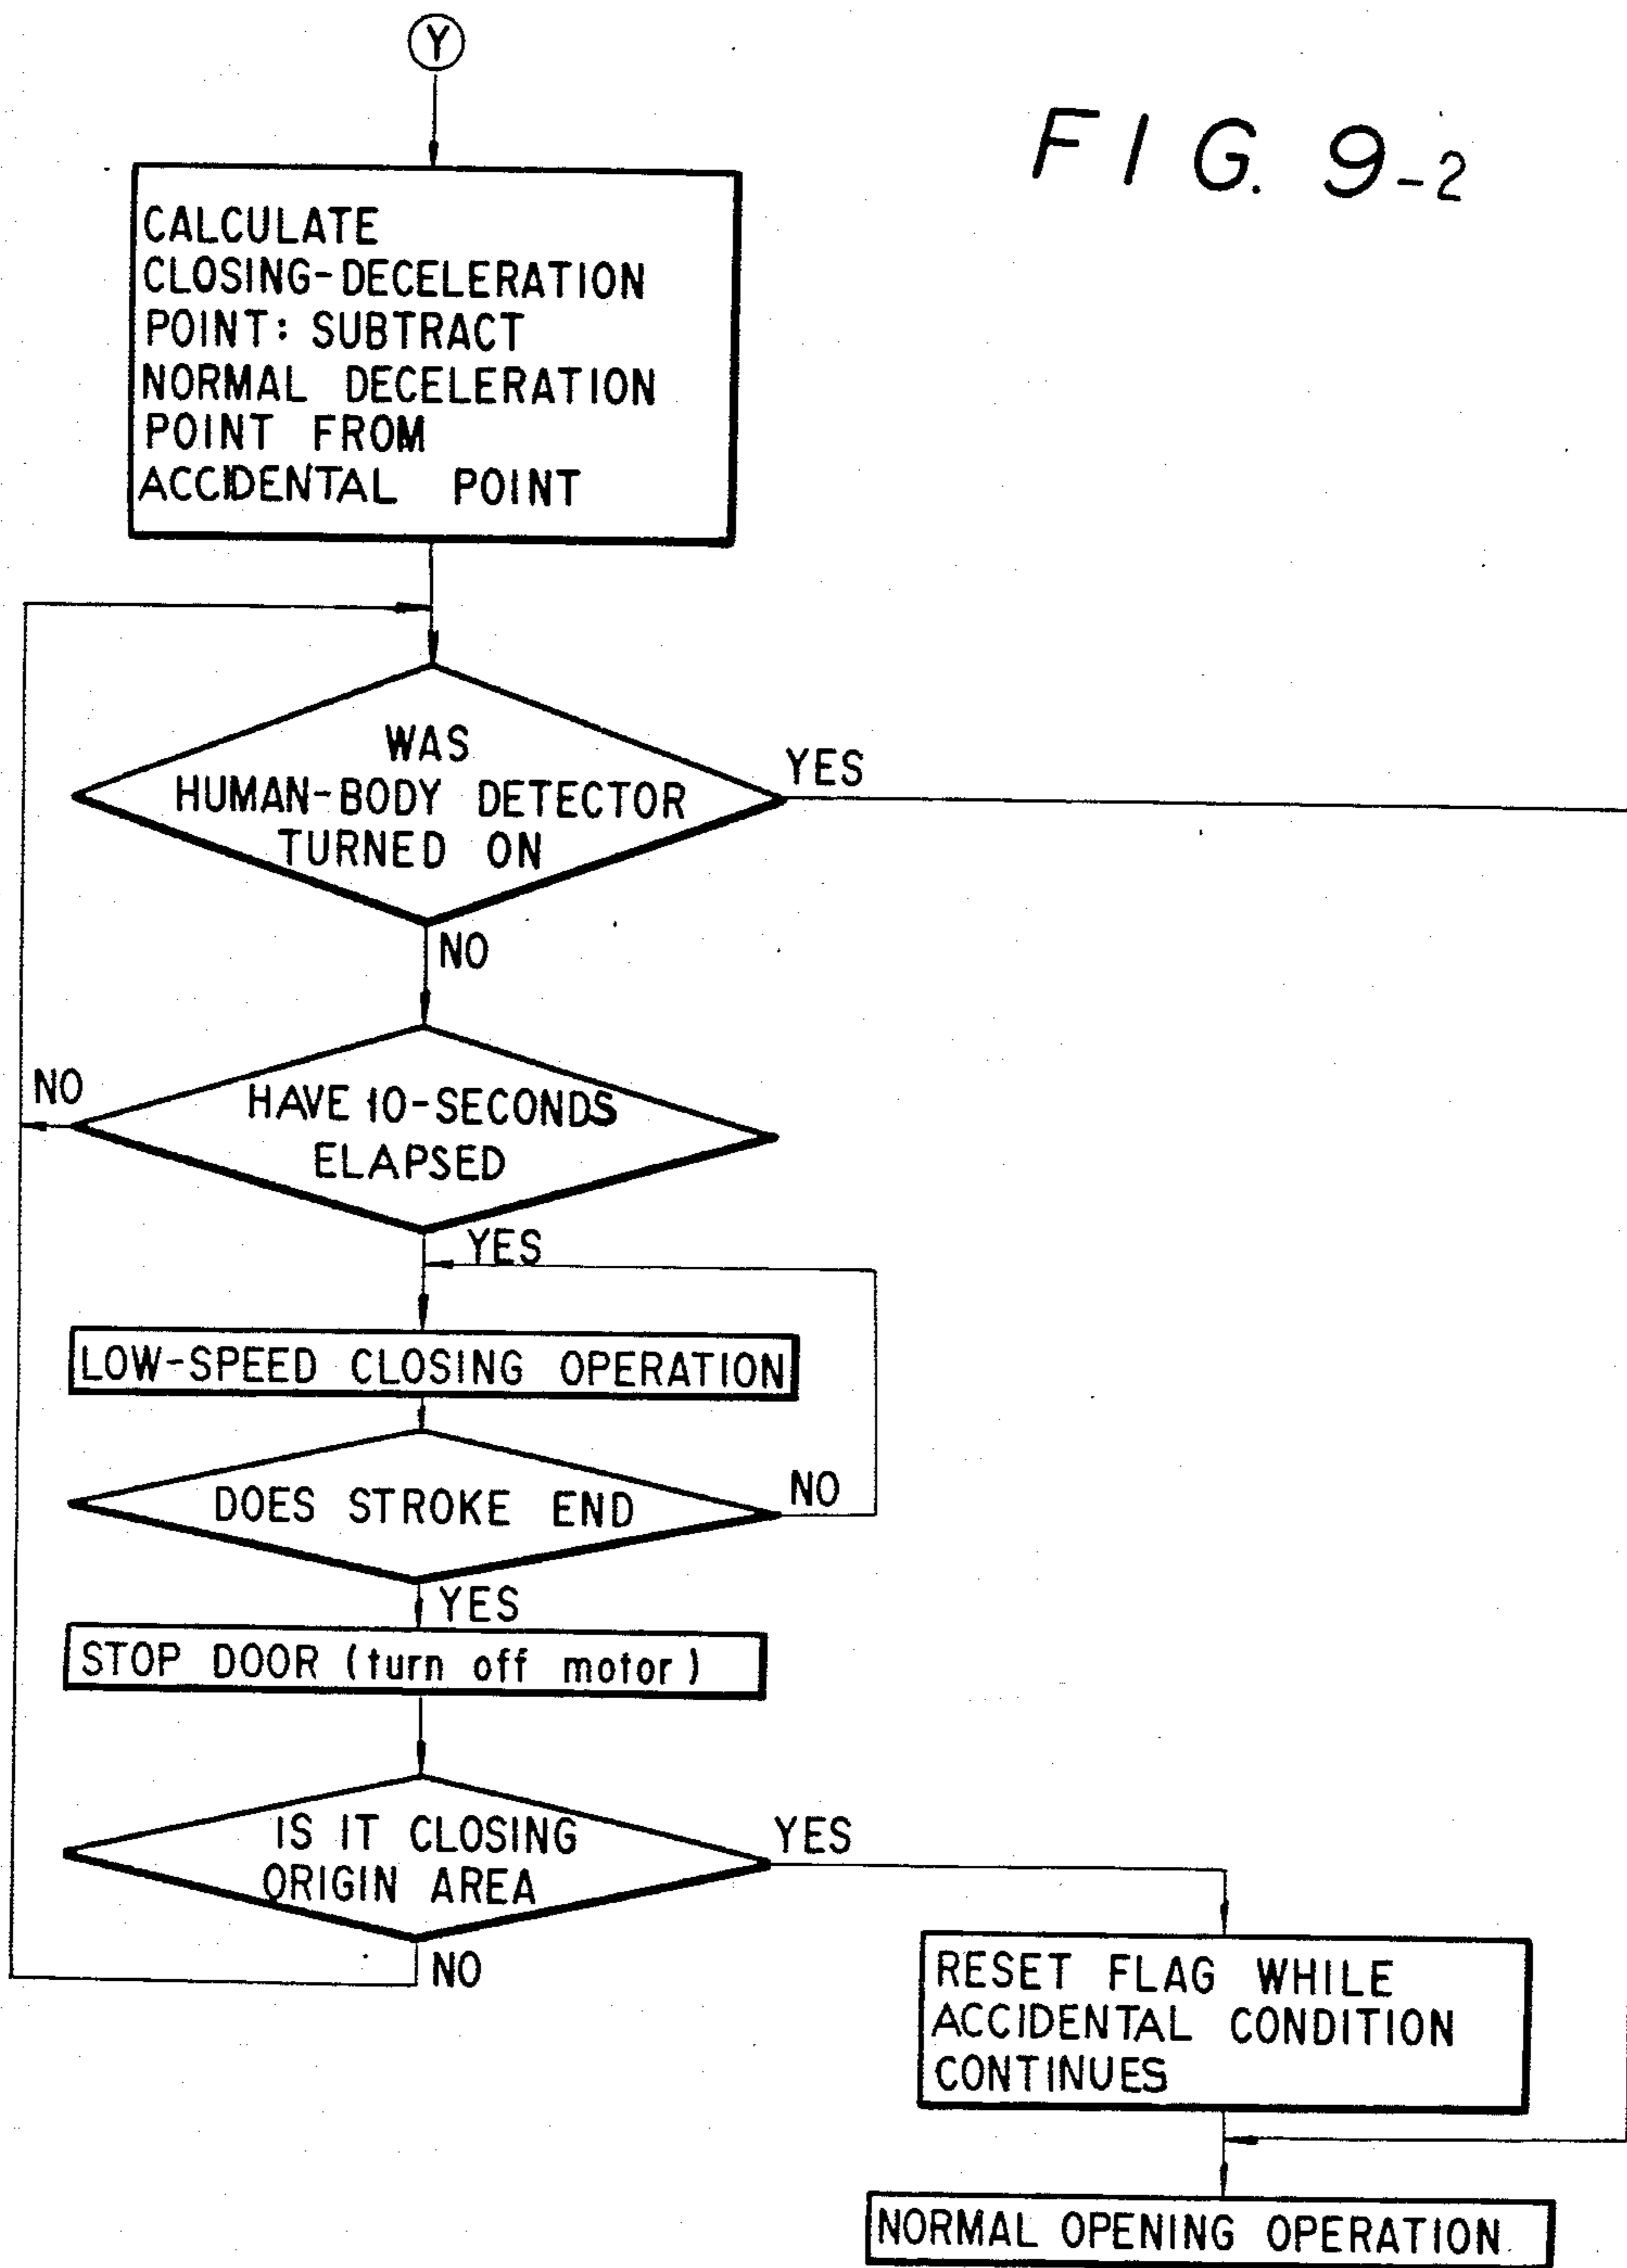 Y
FIG. 9-2
CALCULATE
CLOSING-DECELERATION
POINT: SUBTRACT
NORMAL DECELERATION
POINT FROM
ACCIDENTAL POINT
WAS
HUMAN-BODY DETECTOR
TURNED ON
YES
NO
HAVE 10-SECONDS
ELAPSED
NO
YES
LOW-SPEED CLOSING OPERATION
DOES STROKE END
NO
YES
STOP DOOR (turn off motor)
IS IT CLOSING
ORIGIN AREA
YES
NO
RESET FLAG WHILE
ACCIDENTAL CONDITION
CONTINUES
NORMAL OPENING OPERATION